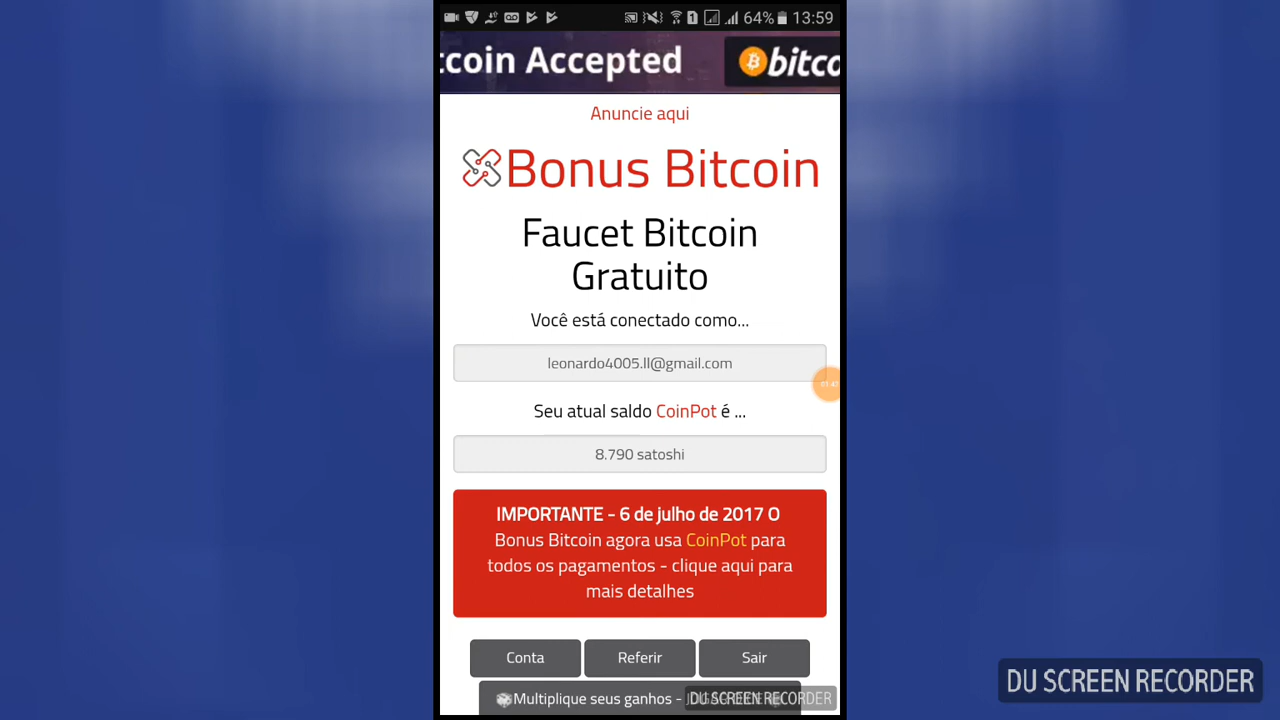 64% 13:59
tcoin Accepted
bitco
Anuncie aqui
Bonus Bitcoin
Faucet Bitcoin
Gratuito
Você está conectado como...
leonardo4005.ll@gmail.com
Seu atual saldo CoinPot é ...
8.790 satoshi
IMPORTANTE - 6 de julho de 2017 O
Bonus Bitcoin agora usa CoinPot para
todos os pagamentos - clique aqui para
mais detalhes
Conta Referir Sair
Multiplique seus ganhos -
DU SCREEN RECORDER
DU SCREEN RECORDER